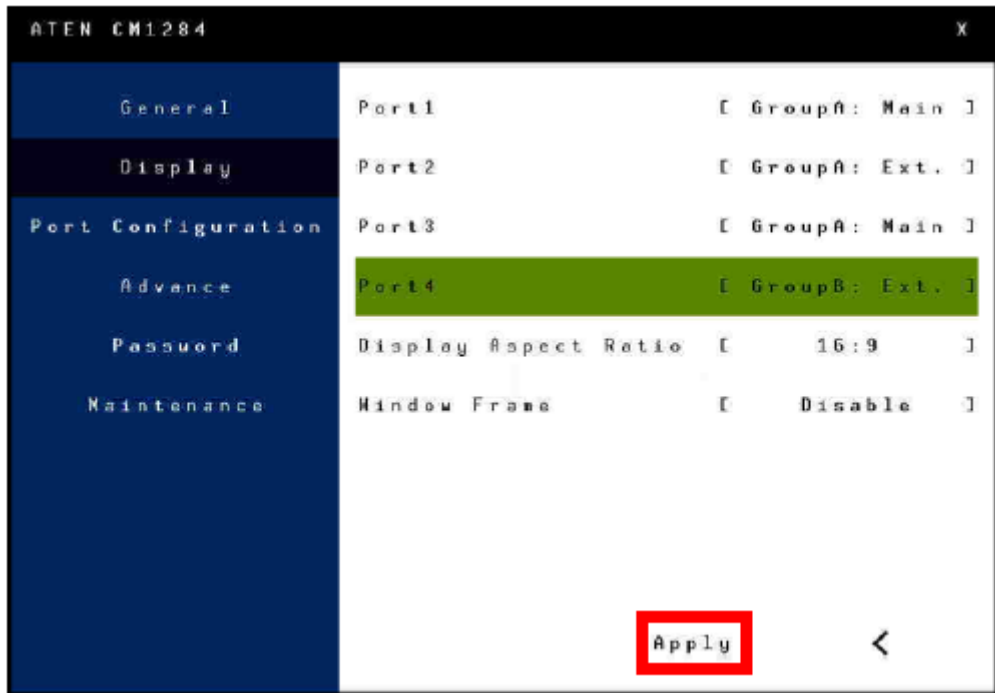 ATEN CM1284 X
General
Display
Port Configuration
Advance
Password
Maintenance
Port1 [ GroupA: Main ]
Port2 [ GroupA: Ext. ]
Port3 [ GroupA: Main ]
Port4 [ GroupB: Ext. ]
Display Aspect Ratio [ 16:9 ]
Window Frame [ Disable ]
Apply <